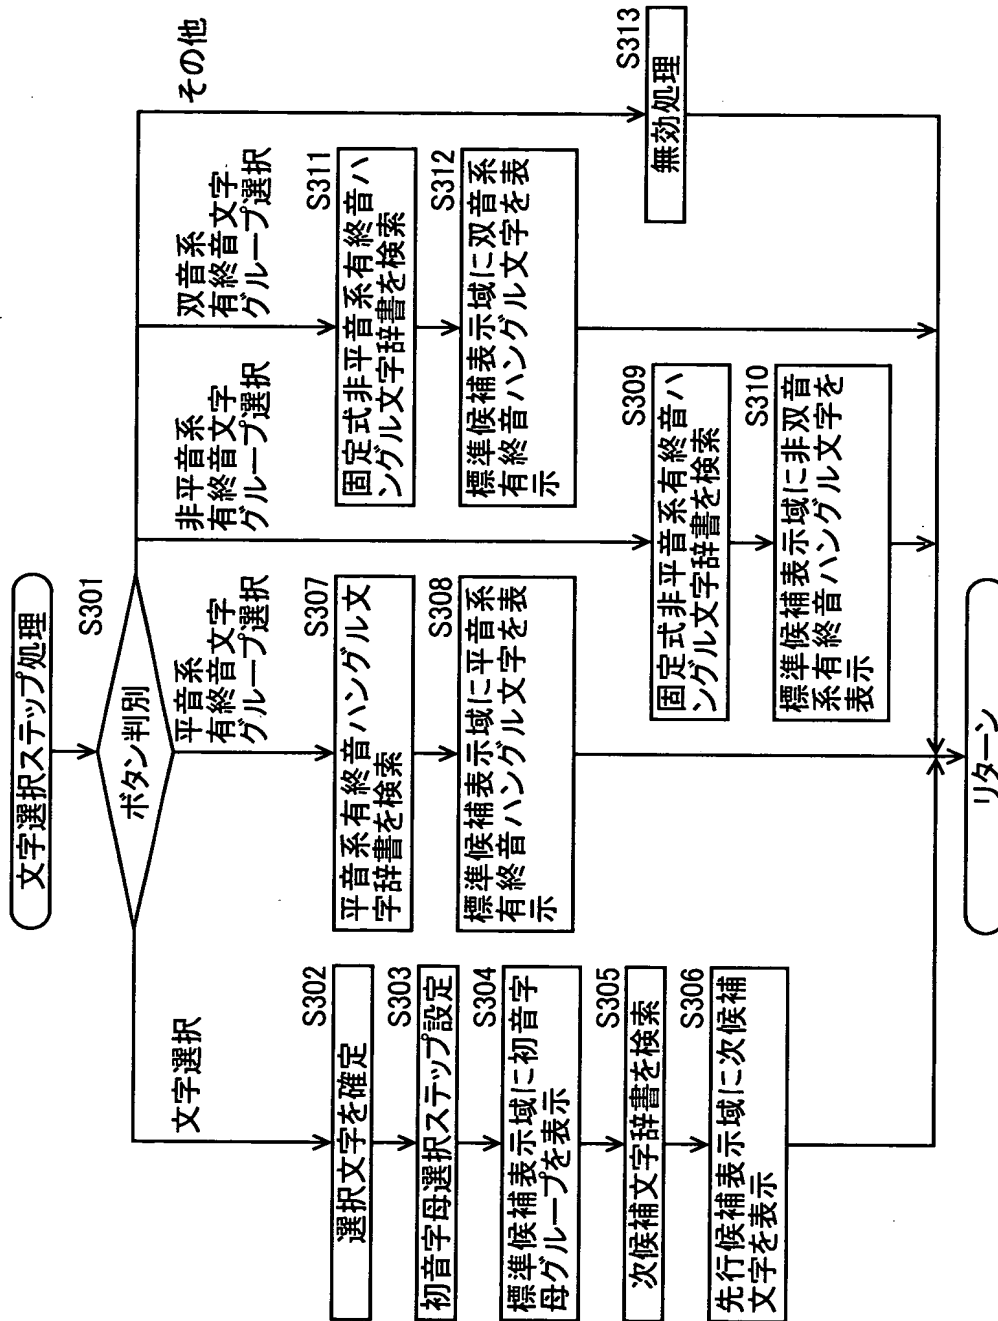 文字選択ステップ処理
S301
ボタン判別
文字選択
S302
選択文字を確定
S303
初音字母選択ステップ設定
S304
標準候補表示域に初音字
母グループを表示
S305
次候補文字辞書を検索
S306
先行候補表示域に次候補
文字を表示
平音系
有終音文字
グループ選択
S307
平音系有終音ハングル文
字辞書を検索
S308
標準候補表示域に平音系
有終音ハングル文字を表
示
非平音系
有終音文字
グループ選択
S309
固定式非平音系有終音ハ
ングル文字辞書を検索
S310
標準候補表示域に非双音
系有終音ハングル文字を
表示
双音系
有終音文字
グループ選択
S311
固定式非平音系有終音ハ
ングル文字辞書を検索
S312
標準候補表示域に双音系
有終音ハングル文字を表
示
その他
S313
無効処理
リターン